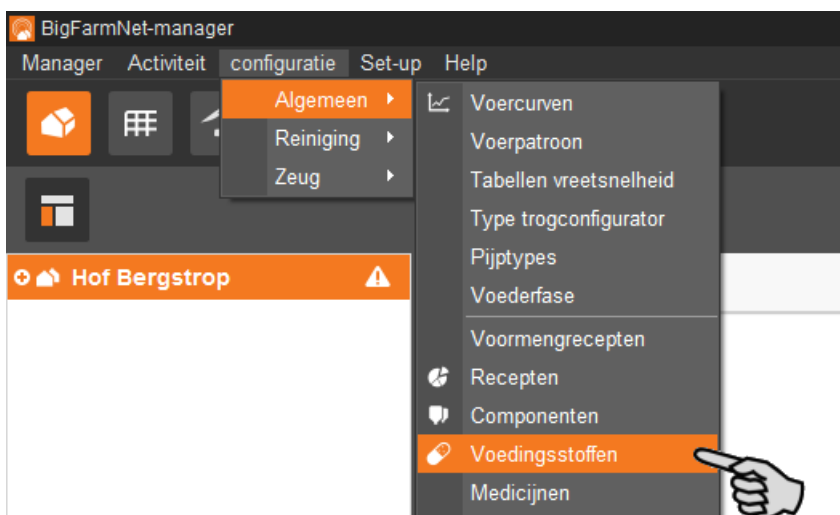 BigFarmNet-manager
Manager Activiteit configuratie Set-up Help
Algemeen
Reiniging
Zeug
Voercurven
Voerpatroon
Tabellen vreetsnelheid
Type trogconfigurator
Pijptypes
Voederfase
Voormengrecepten
Recepten
Componenten
Voedingsstoffen
Medicijnen
Hof Bergstrop